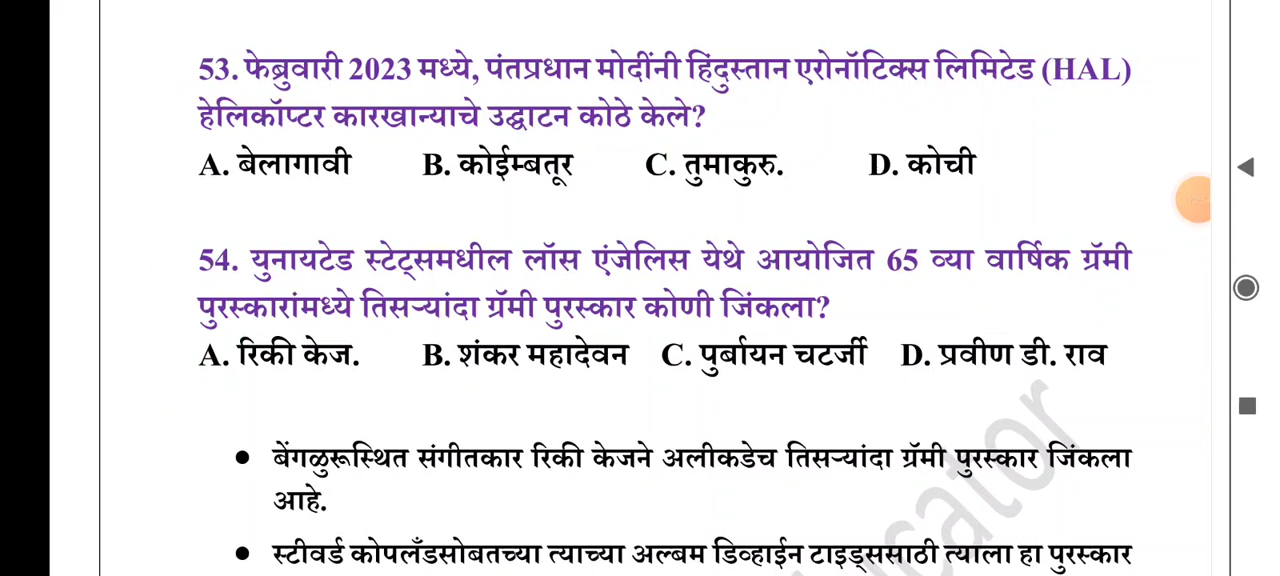 53. फेब्रुवारी 2023 मध्ये, पंतप्रधान मोदींनी हिंदुस्तान एरोनॉटिक्स लिमिटेड (HAL)
हेलिकॉप्टर कारखान्याचे उद्घाटन कोठे केले?
A. बेलागावी B. कोईम्बतूर C. तुमाकुरु. D. कोची
54. युनायटेड स्टेट्समधील लॉस एंजेलिस येथे आयोजित 65 व्या वार्षिक ग्रॅमी
पुरस्कारांमध्ये तिसऱ्यांदा ग्रॅमी पुरस्कार कोणी जिंकला?
A. रिकी केज. B. शंकर महादेवन C. पुर्बायन चटर्जी D. प्रवीण डी. राव
• बेंगळुरूस्थित संगीतकार रिकी केजने अलीकडेच तिसऱ्यांदा ग्रॅमी पुरस्कार जिंकला
आहे.
• स्टीवर्ड कोपलँडसोबतच्या त्याच्या अल्बम डिव्हाईन टाइड्ससाठी त्याला हा पुरस्कार